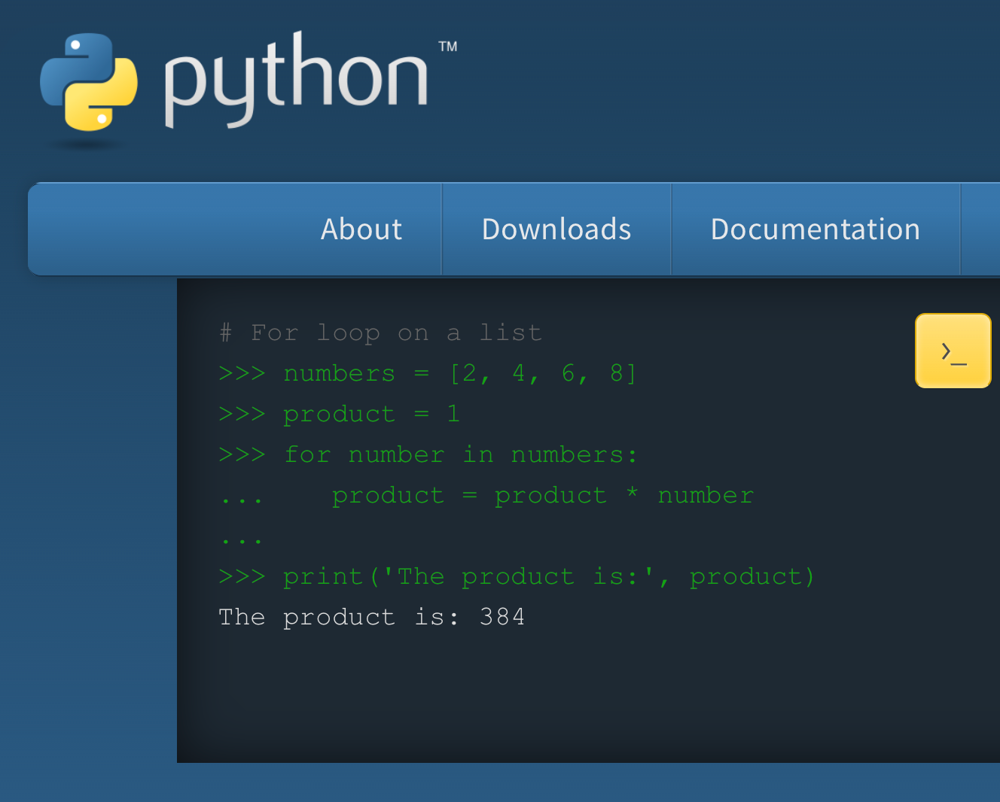 python™
About Downloads Documentation
# For loop on a list
>>> numbers = [2, 4, 6, 8]
>>> product = 1
>>> for number in numbers:
...    product = product * number
...
>>> print('The product is:', product)
The product is: 384
>_